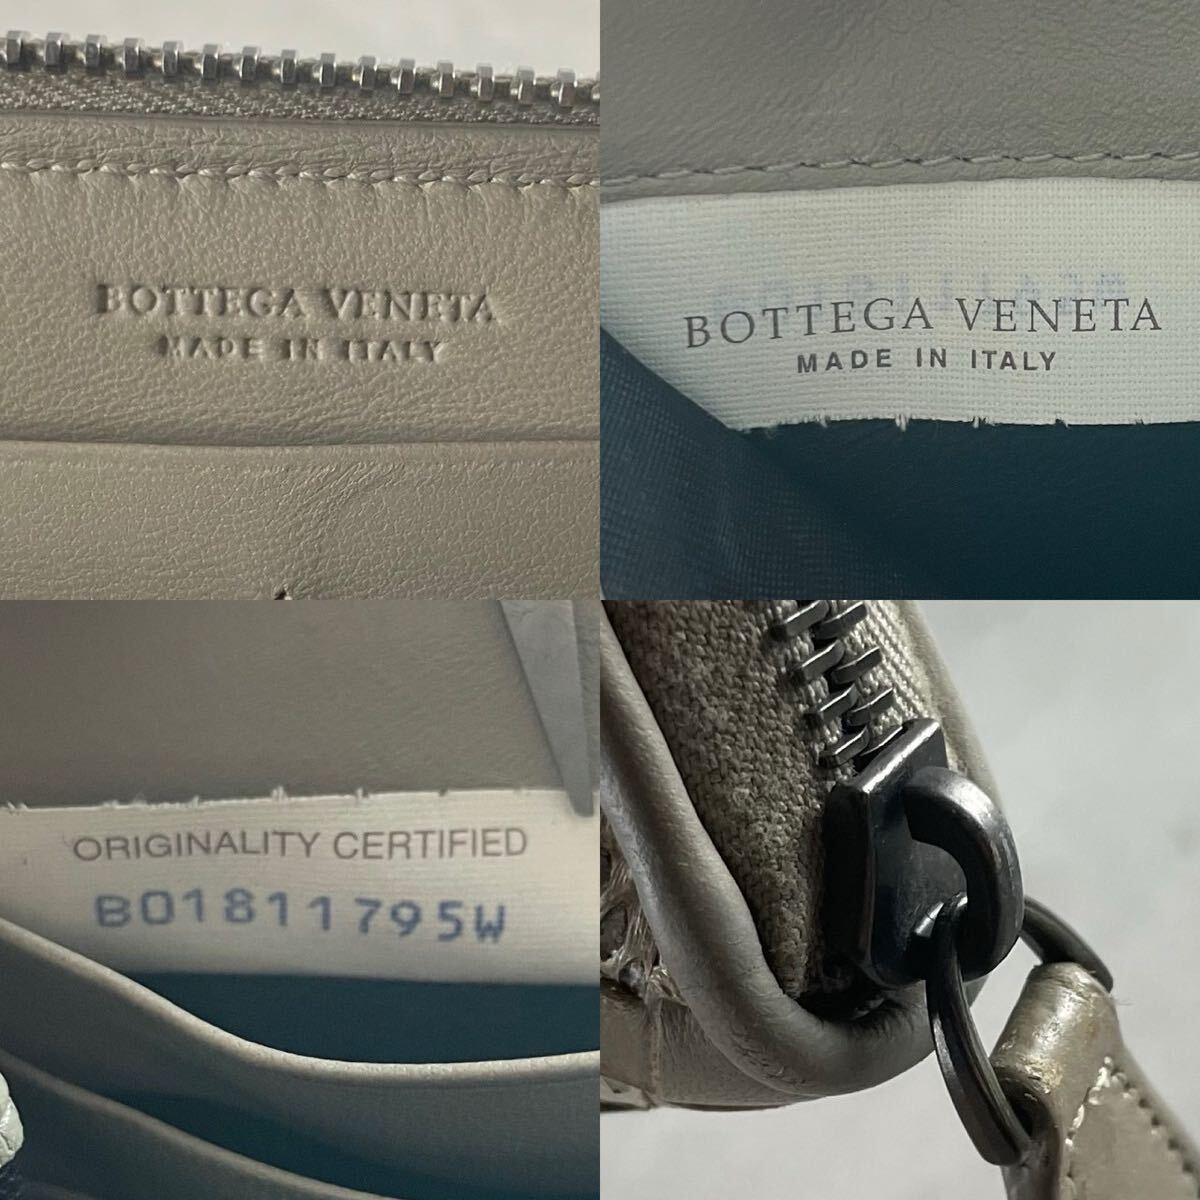 BOTTEGA VENETA
MADE IN ITALY
BOTTEGA VENETA
MADE IN ITALY
ORIGINALITY CERTIFIED
B01811795W